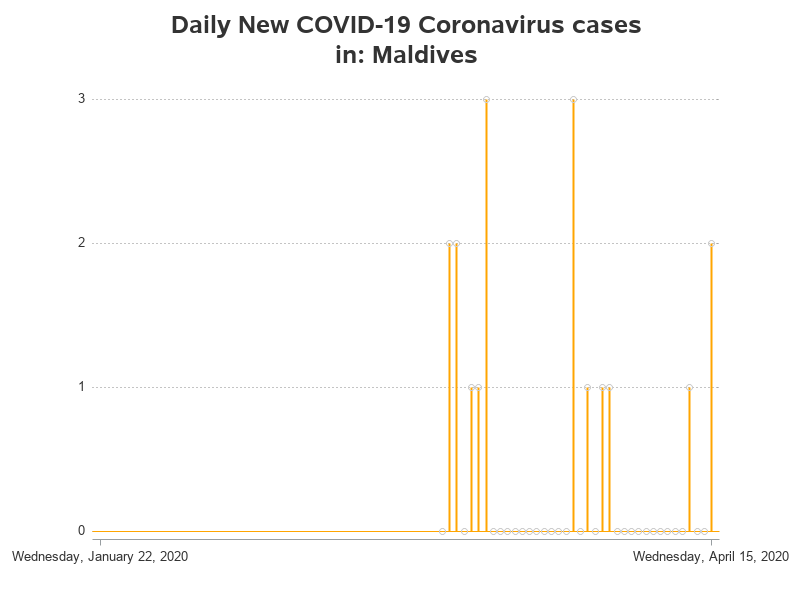 Daily New COVID-19 Coronavirus cases
in: Maldives
3
2
1
0
Wednesday, January 22, 2020
Wednesday, April 15, 2020